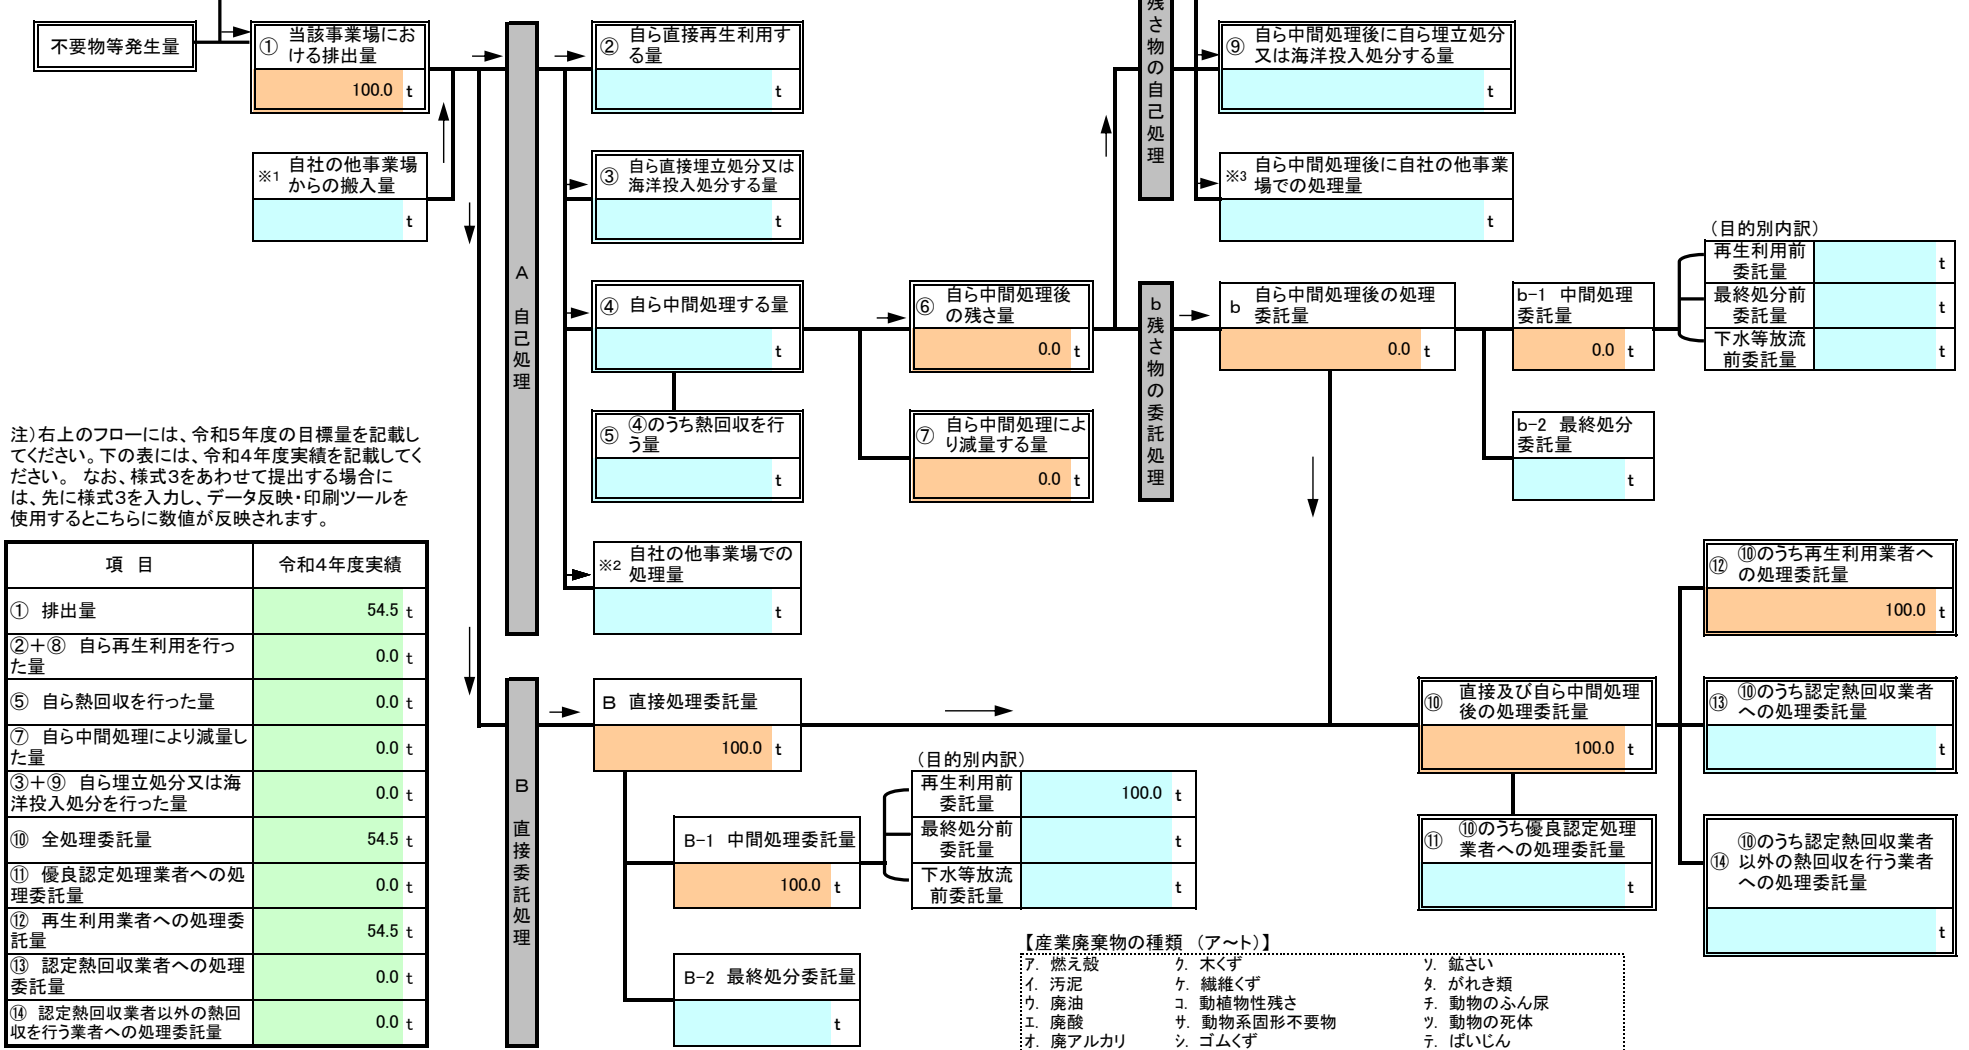 不要物等発生量
①
当該事業場にお
ける排出量
100.0 t
※1
自社の他事業場
からの搬入量
t
A
自己処理
②
自ら直接再生利用す
る量
t
③
自ら直接埋立処分又は
海洋投入処分する量
t
④ 自ら中間処理する量
t
⑤
④のうち熱回収を行
う量
t
※2
自社の他事業場での
処理量
t
⑥
自ら中間処理後
の残さ量
0.0 t
⑦
自ら中間処理によ
り減量する量
0.0 t
残さ物の自己処理
⑨
自ら中間処理後に自ら埋立処分
又は海洋投入処分する量
t
※3
自ら中間処理後に自社の他事業
場での処理量
t
b
残さ物の委託処理
b
自ら中間処理後の処理
委託量
0.0 t
b-1 中間処理
委託量
0.0 t
b-2 最終処分
委託量
t
(目的別内訳)
再生利用前
委託量
t
最終処分前
委託量
t
下水等放流
前委託量
t
注)右上のフローには、令和5年度の目標量を記載し
てください。下の表には、令和4年度実績を記載してく
ださい。 なお、様式3をあわせて提出する場合に
は、先に様式3を入力し、データ反映・印刷ツールを
使用するとこちらに数値が反映されます。
項 目 令和4年度実績
① 排出量 54.5 t
②+⑧ 自ら再生利用を行っ
た量
0.0 t
⑤ 自ら熱回収を行った量 0.0 t
⑦ 自ら中間処理により減量し
た量
0.0 t
③+⑨ 自ら埋立処分又は海
洋投入処分を行った量
0.0 t
⑩ 全処理委託量 54.5 t
⑪ 優良認定処理業者への処
理委託量
0.0 t
⑫ 再生利用業者への処理委
託量
54.5 t
⑬ 認定熱回収業者への処理
委託量
0.0 t
⑭ 認定熱回収業者以外の熱回
収を行う業者への処理委託量
0.0 t
B
直接委託処理
B 直接処理委託量
100.0 t
B-1 中間処理委託量
100.0 t
B-2 最終処分委託量
t
(目的別内訳)
再生利用前
委託量
100.0 t
最終処分前
委託量
t
下水等放流
前委託量
t
⑩
直接及び自ら中間処理
後の処理委託量
100.0 t
⑪
⑩のうち優良認定処理
業者への処理委託量
t
⑫
⑩のうち再生利用業者へ
の処理委託量
100.0 t
⑬
⑩のうち認定熱回収業者
への処理委託量
t
⑭
⑩のうち認定熱回収業者
以外の熱回収を行う業者
への処理委託量
t
【産業廃棄物の種類 (ア~ト)】
ア. 燃え殻 ク. 木くず ソ. 鉱さい
イ. 汚泥 ケ. 繊維くず タ. がれき類
ウ. 廃油 コ. 動植物性残さ チ. 動物のふん尿
エ. 廃酸 サ. 動物系固形不要物 ツ. 動物の死体
オ. 廃アルカリ シ. ゴムくず テ. ばいじん